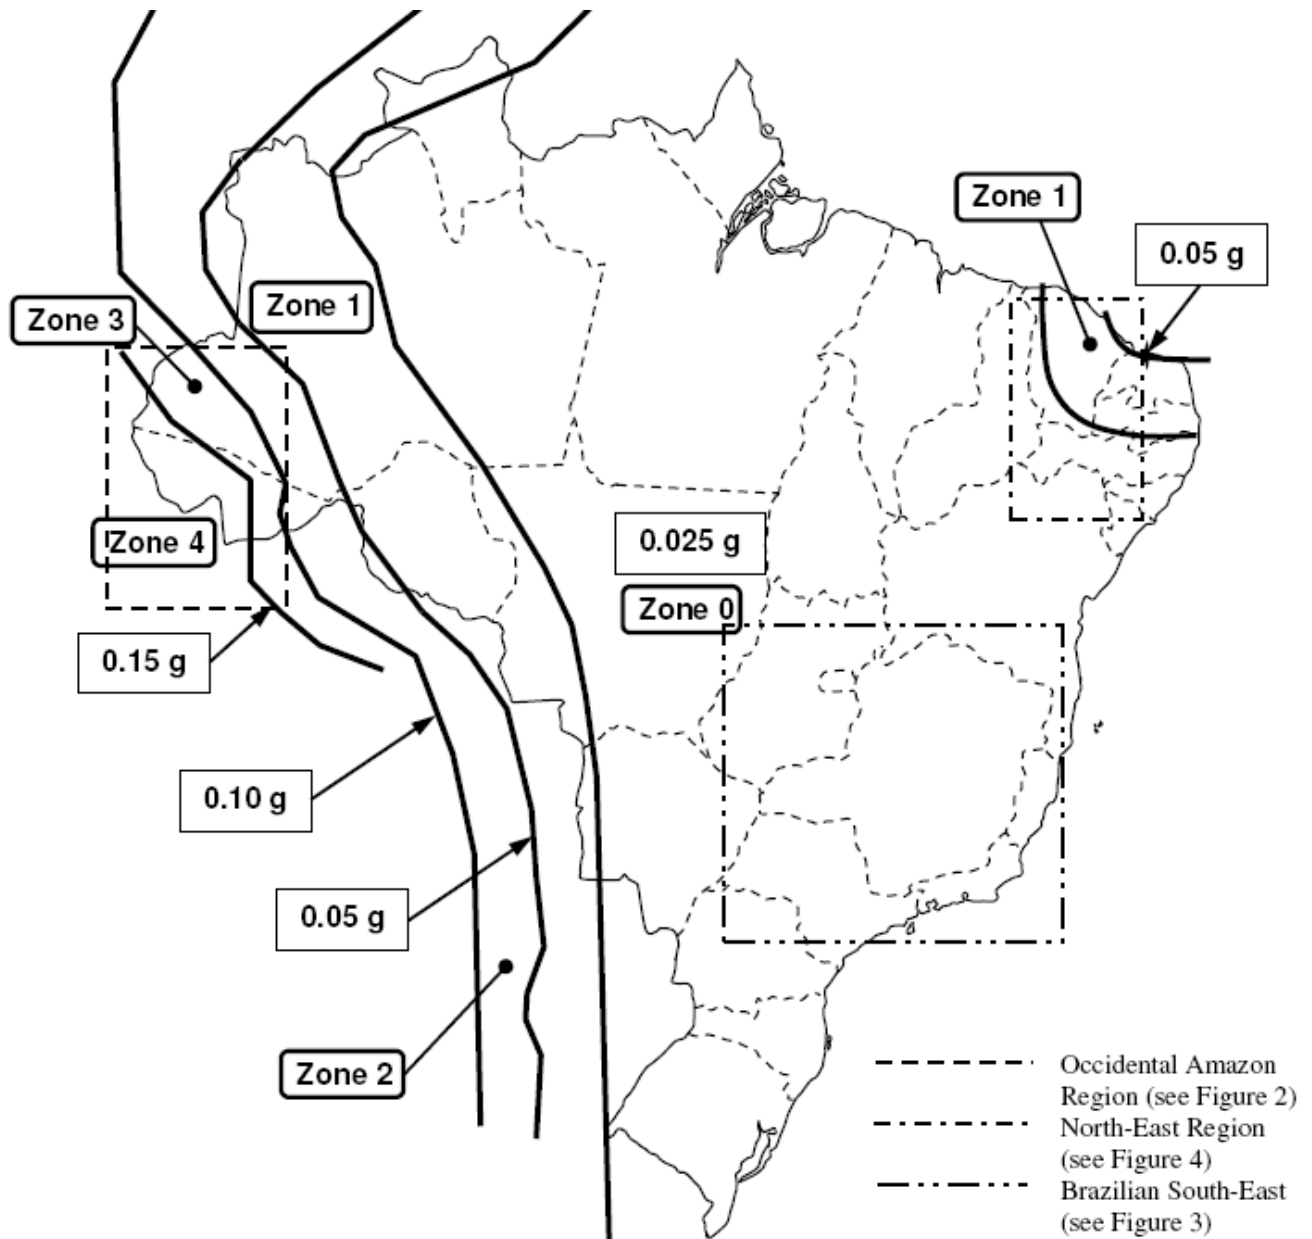 Zone 1
0.05 g
Zone 1
Zone 3
0.025 g
Zone 4
Zone 0
0.15 g
0.10 g
0.05 g
Zone 2
Occidental Amazon
Region (see Figure 2)
North-East Region
(see Figure 4)
Brazilian South-East
(see Figure 3)